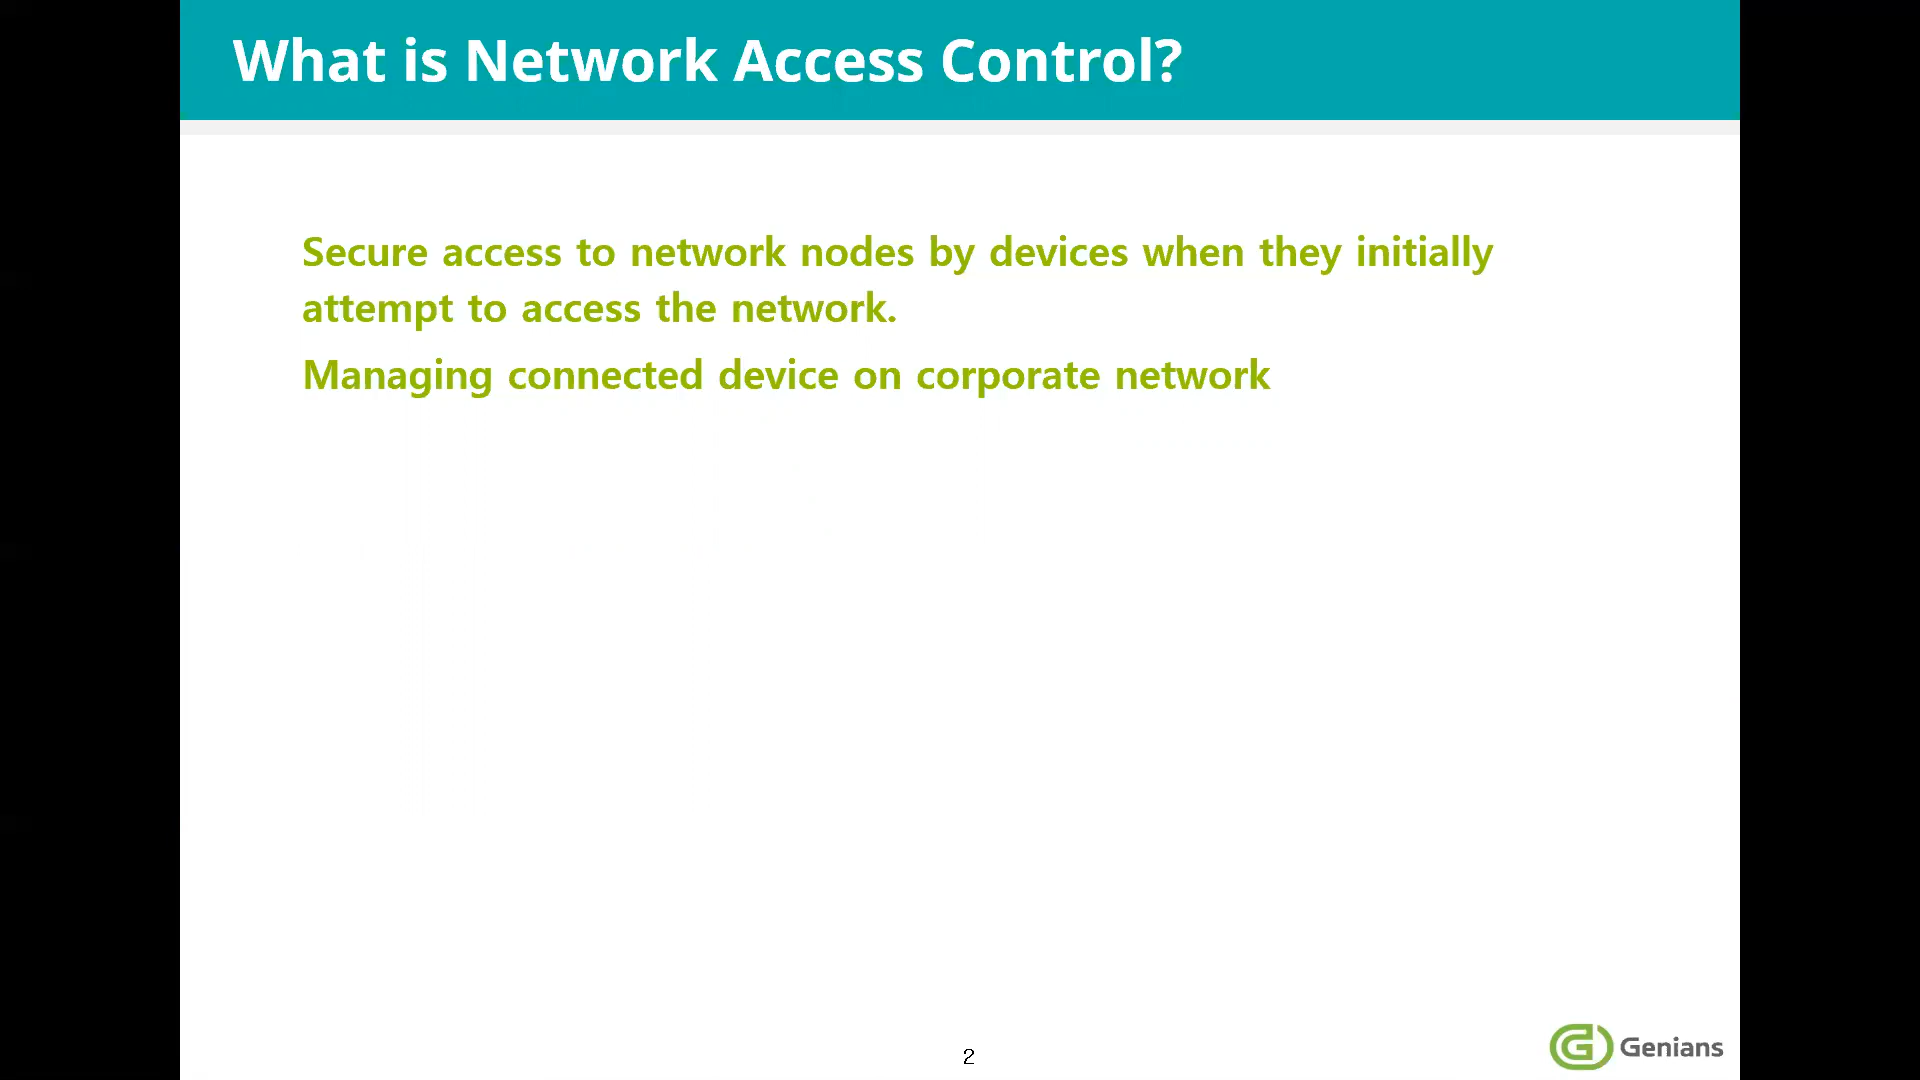 What is Network Access Control?
Secure access to network nodes by devices when they initially
attempt to access the network.
Managing connected device on corporate network
2
Genians